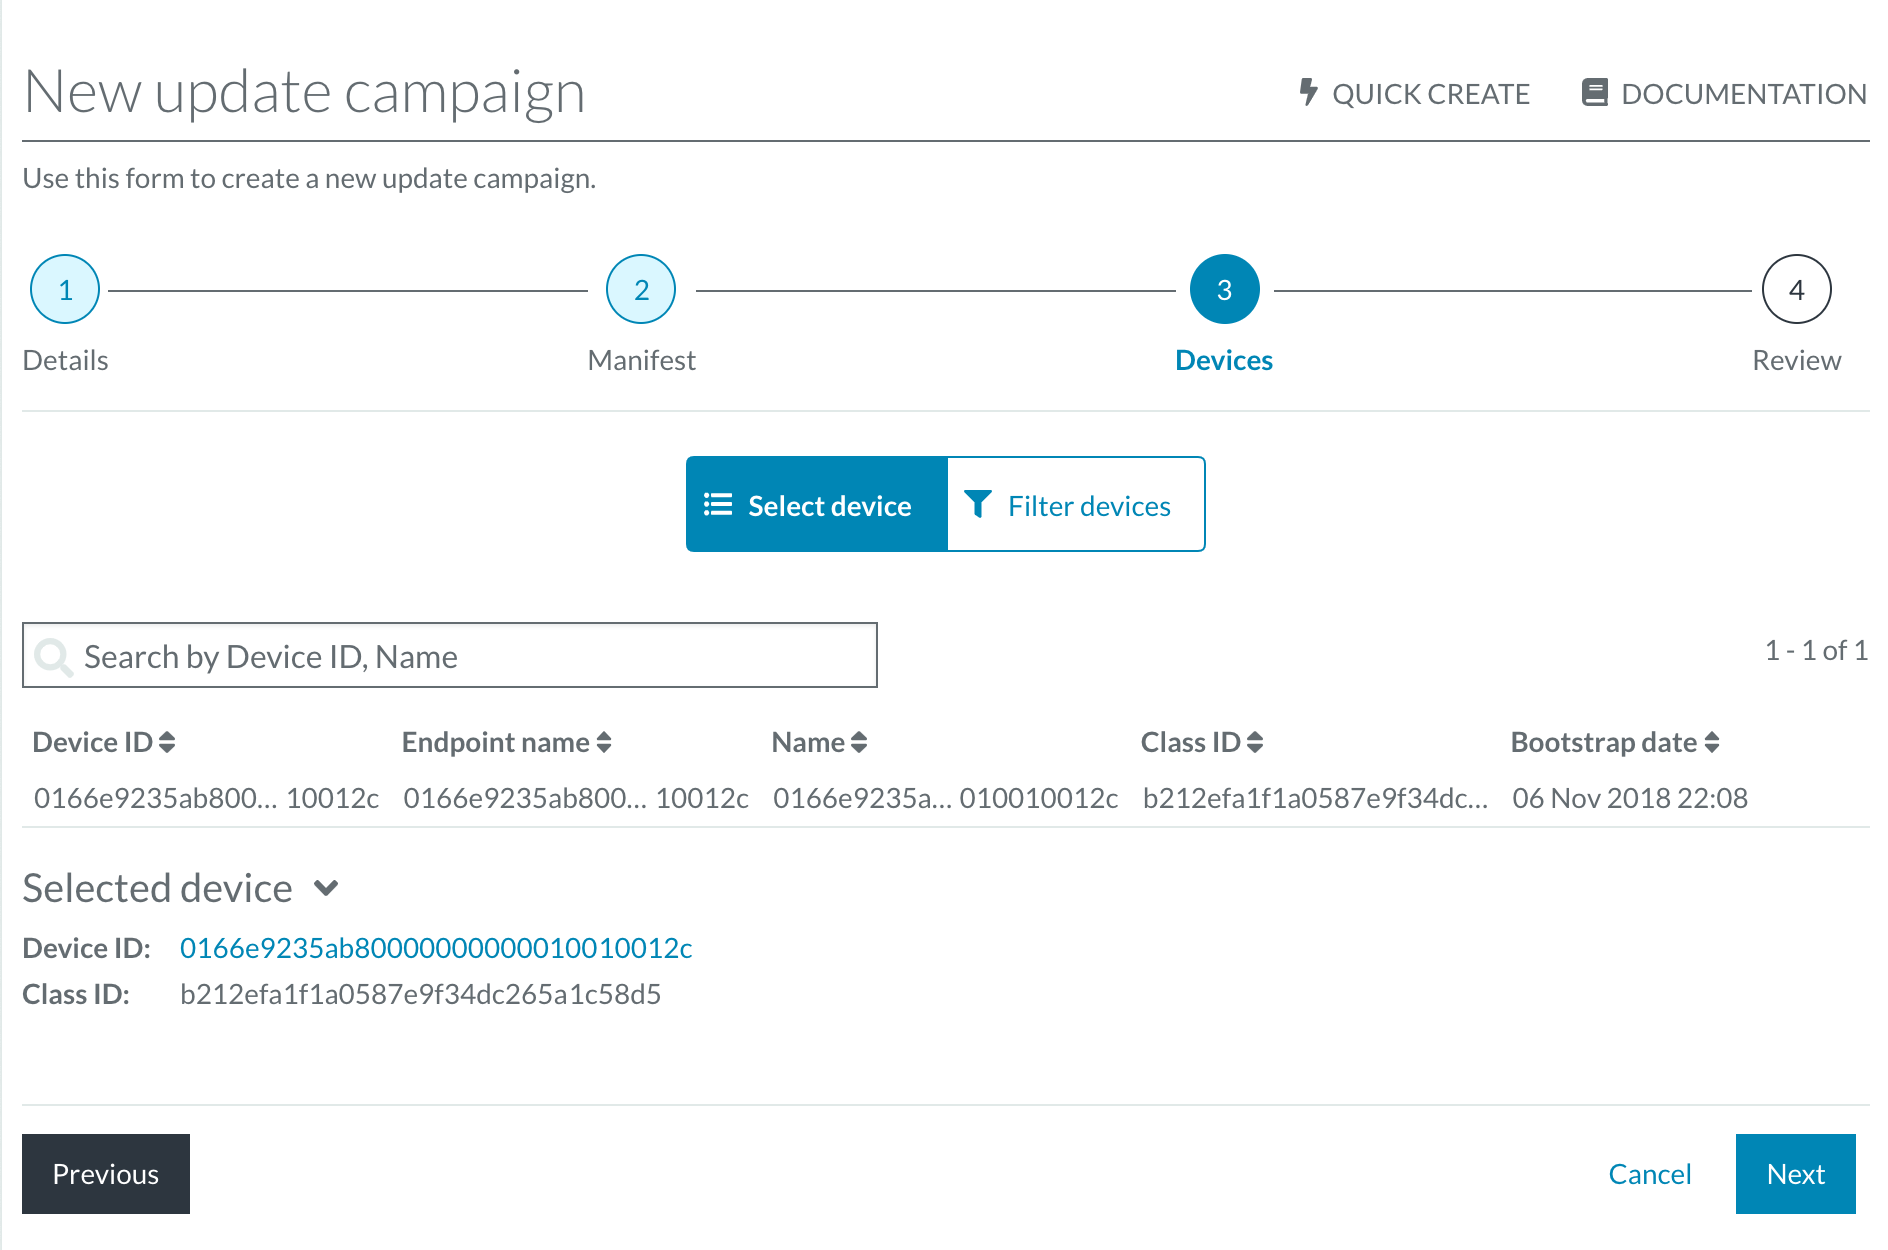 New update campaign
QUICK CREATE
DOCUMENTATION
Use this form to create a new update campaign.
1
2
3
4
Details
Manifest
Devices
Review
Select device
Filter devices
Search by Device ID, Name
1 - 1 of 1
Device ID Endpoint name Name Class ID Bootstrap date
0166e9235ab800... 10012c 0166e9235ab800... 10012c 0166e9235a... 010010012c b212efa1f1a0587e9f34dc... 06 Nov 2018 22:08
Selected device
Device ID: 0166e9235ab80000000000010010012c
Class ID: b212efa1f1a0587e9f34dc265a1c58d5
Previous
Cancel
Next